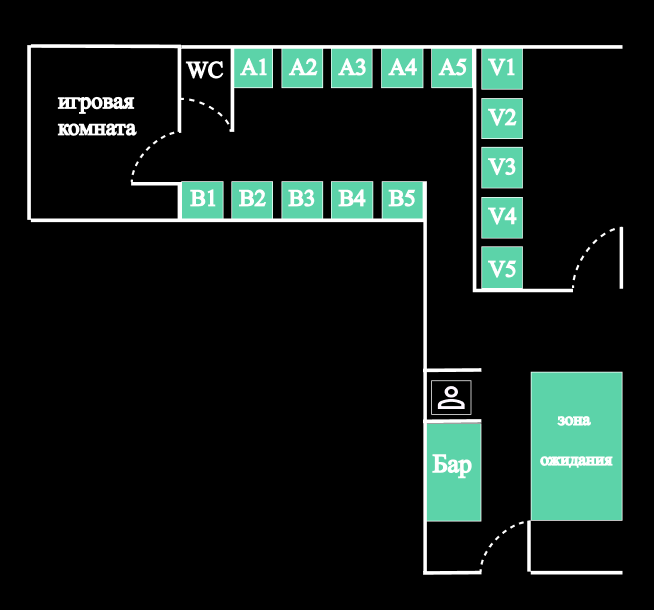 WC
A1
A2
A3
A4
A5
V1
игровая
комната
V2
V3
B1
B2
B3
B4
B5
V4
V5
зона
ожидания
Бар